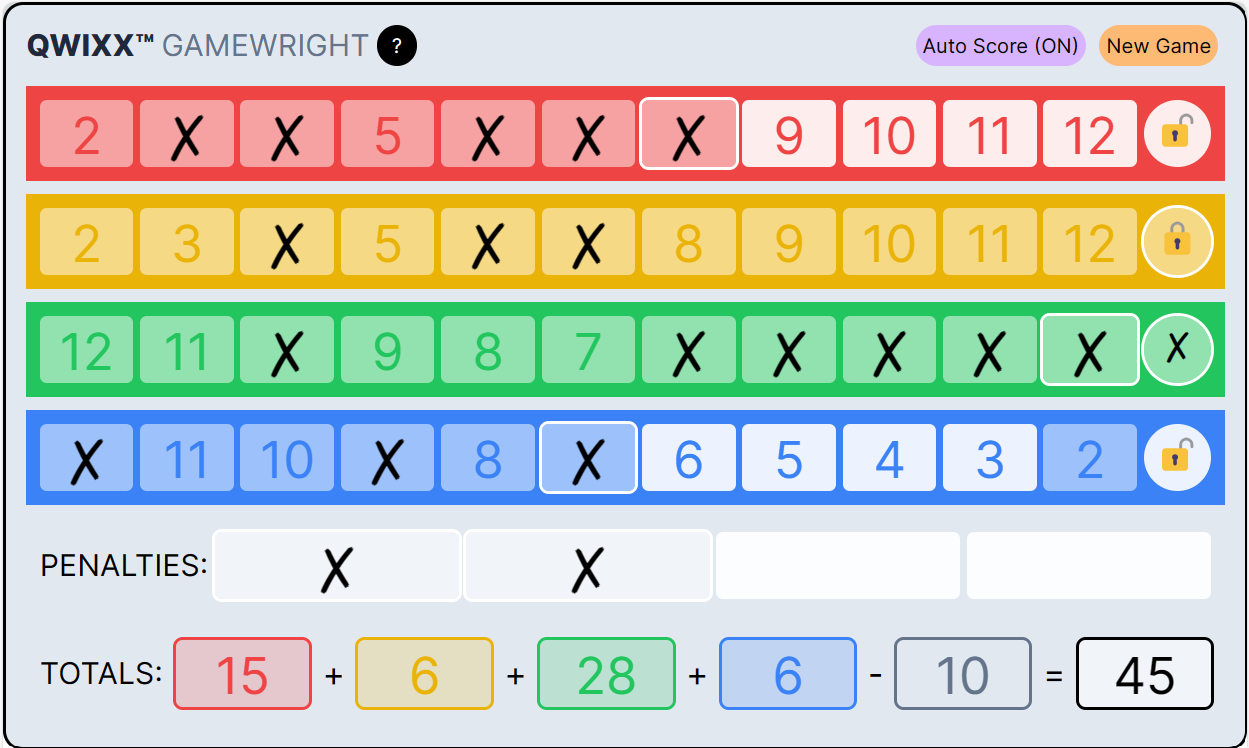 QWIXX™ GAMEWRIGHT ? Auto Score (ON) New Game
2 X X 5 X X X 9 10 11 12
2 3 X 5 X X 8 9 10 11 12
12 11 X 9 8 7 X X X X X X
X 11 10 X 8 X 6 5 4 3 2
PENALTIES: X X
TOTALS: 15 + 6 + 28 + 6 - 10 = 45